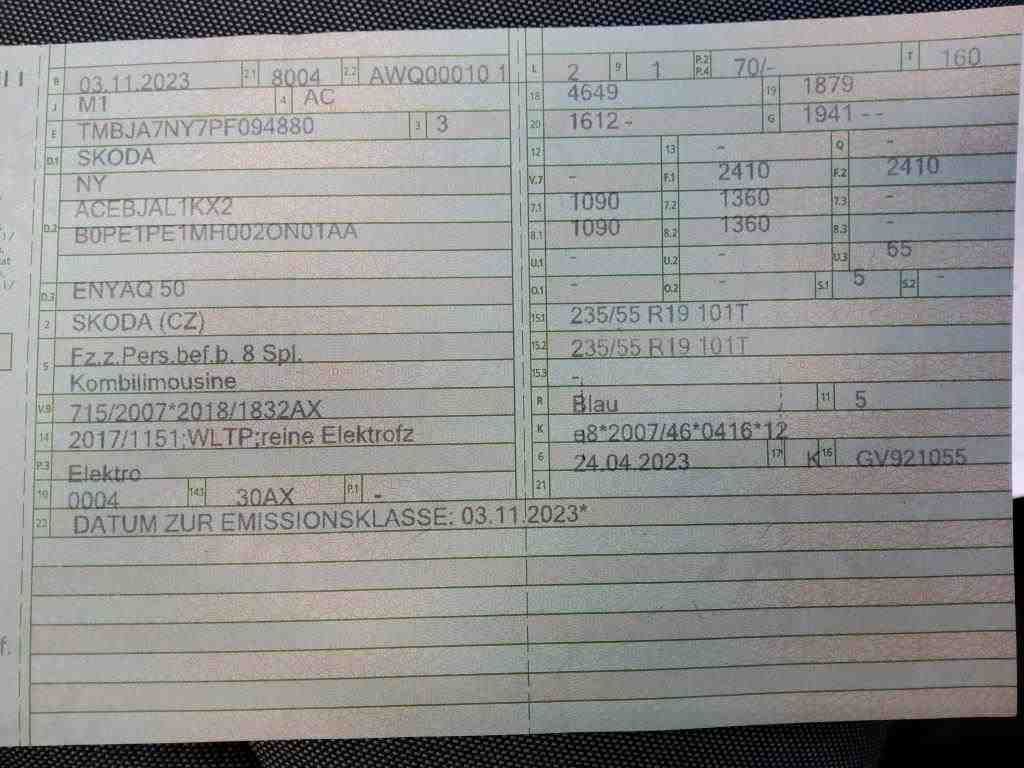 B 03.11.2023 2.1 8004 2.2 AWQ00010 1
J M1 4 AC
E TMBJA7NY7PF094880 3 3
D.1 SKODA
NY
D.2 ACEBJAL1KX2
B0PE1PE1MH002ON01AA
D.3 ENYAQ 50
2 SKODA (CZ)
5 Fz.z.Pers.bef.b. 8 Spl.
Kombilimousine
V.9 715/2007*2018/1832AX
14 2017/1151;WLTP;reine Elektrofz
P.3 Elektro
10 0004 14.1 30AX P.1 -
L 2 9 1 P.2 P.4 70/- T 160
18 4649 19 1879
20 1612 - G 1941 - -
12 13 - Q -
V.7 - F.1 2410 F.2 2410
7.1 1090 7.2 1360 7.3 -
8.1 1090 8.2 1360 8.3 -
U.1 - U.2 - U.3 65
O.1 - O.2 - S.1 5 S.2 -
15.1 235/55 R19 101T
15.2 235/55 R19 101T
15.3 -
R Blau 11 5
K e8*2007/46*0416*12
6 24.04.2023 17 K 16 GV921055
21
22 DATUM ZUR EMISSIONSKLASSE: 03.11.2023*